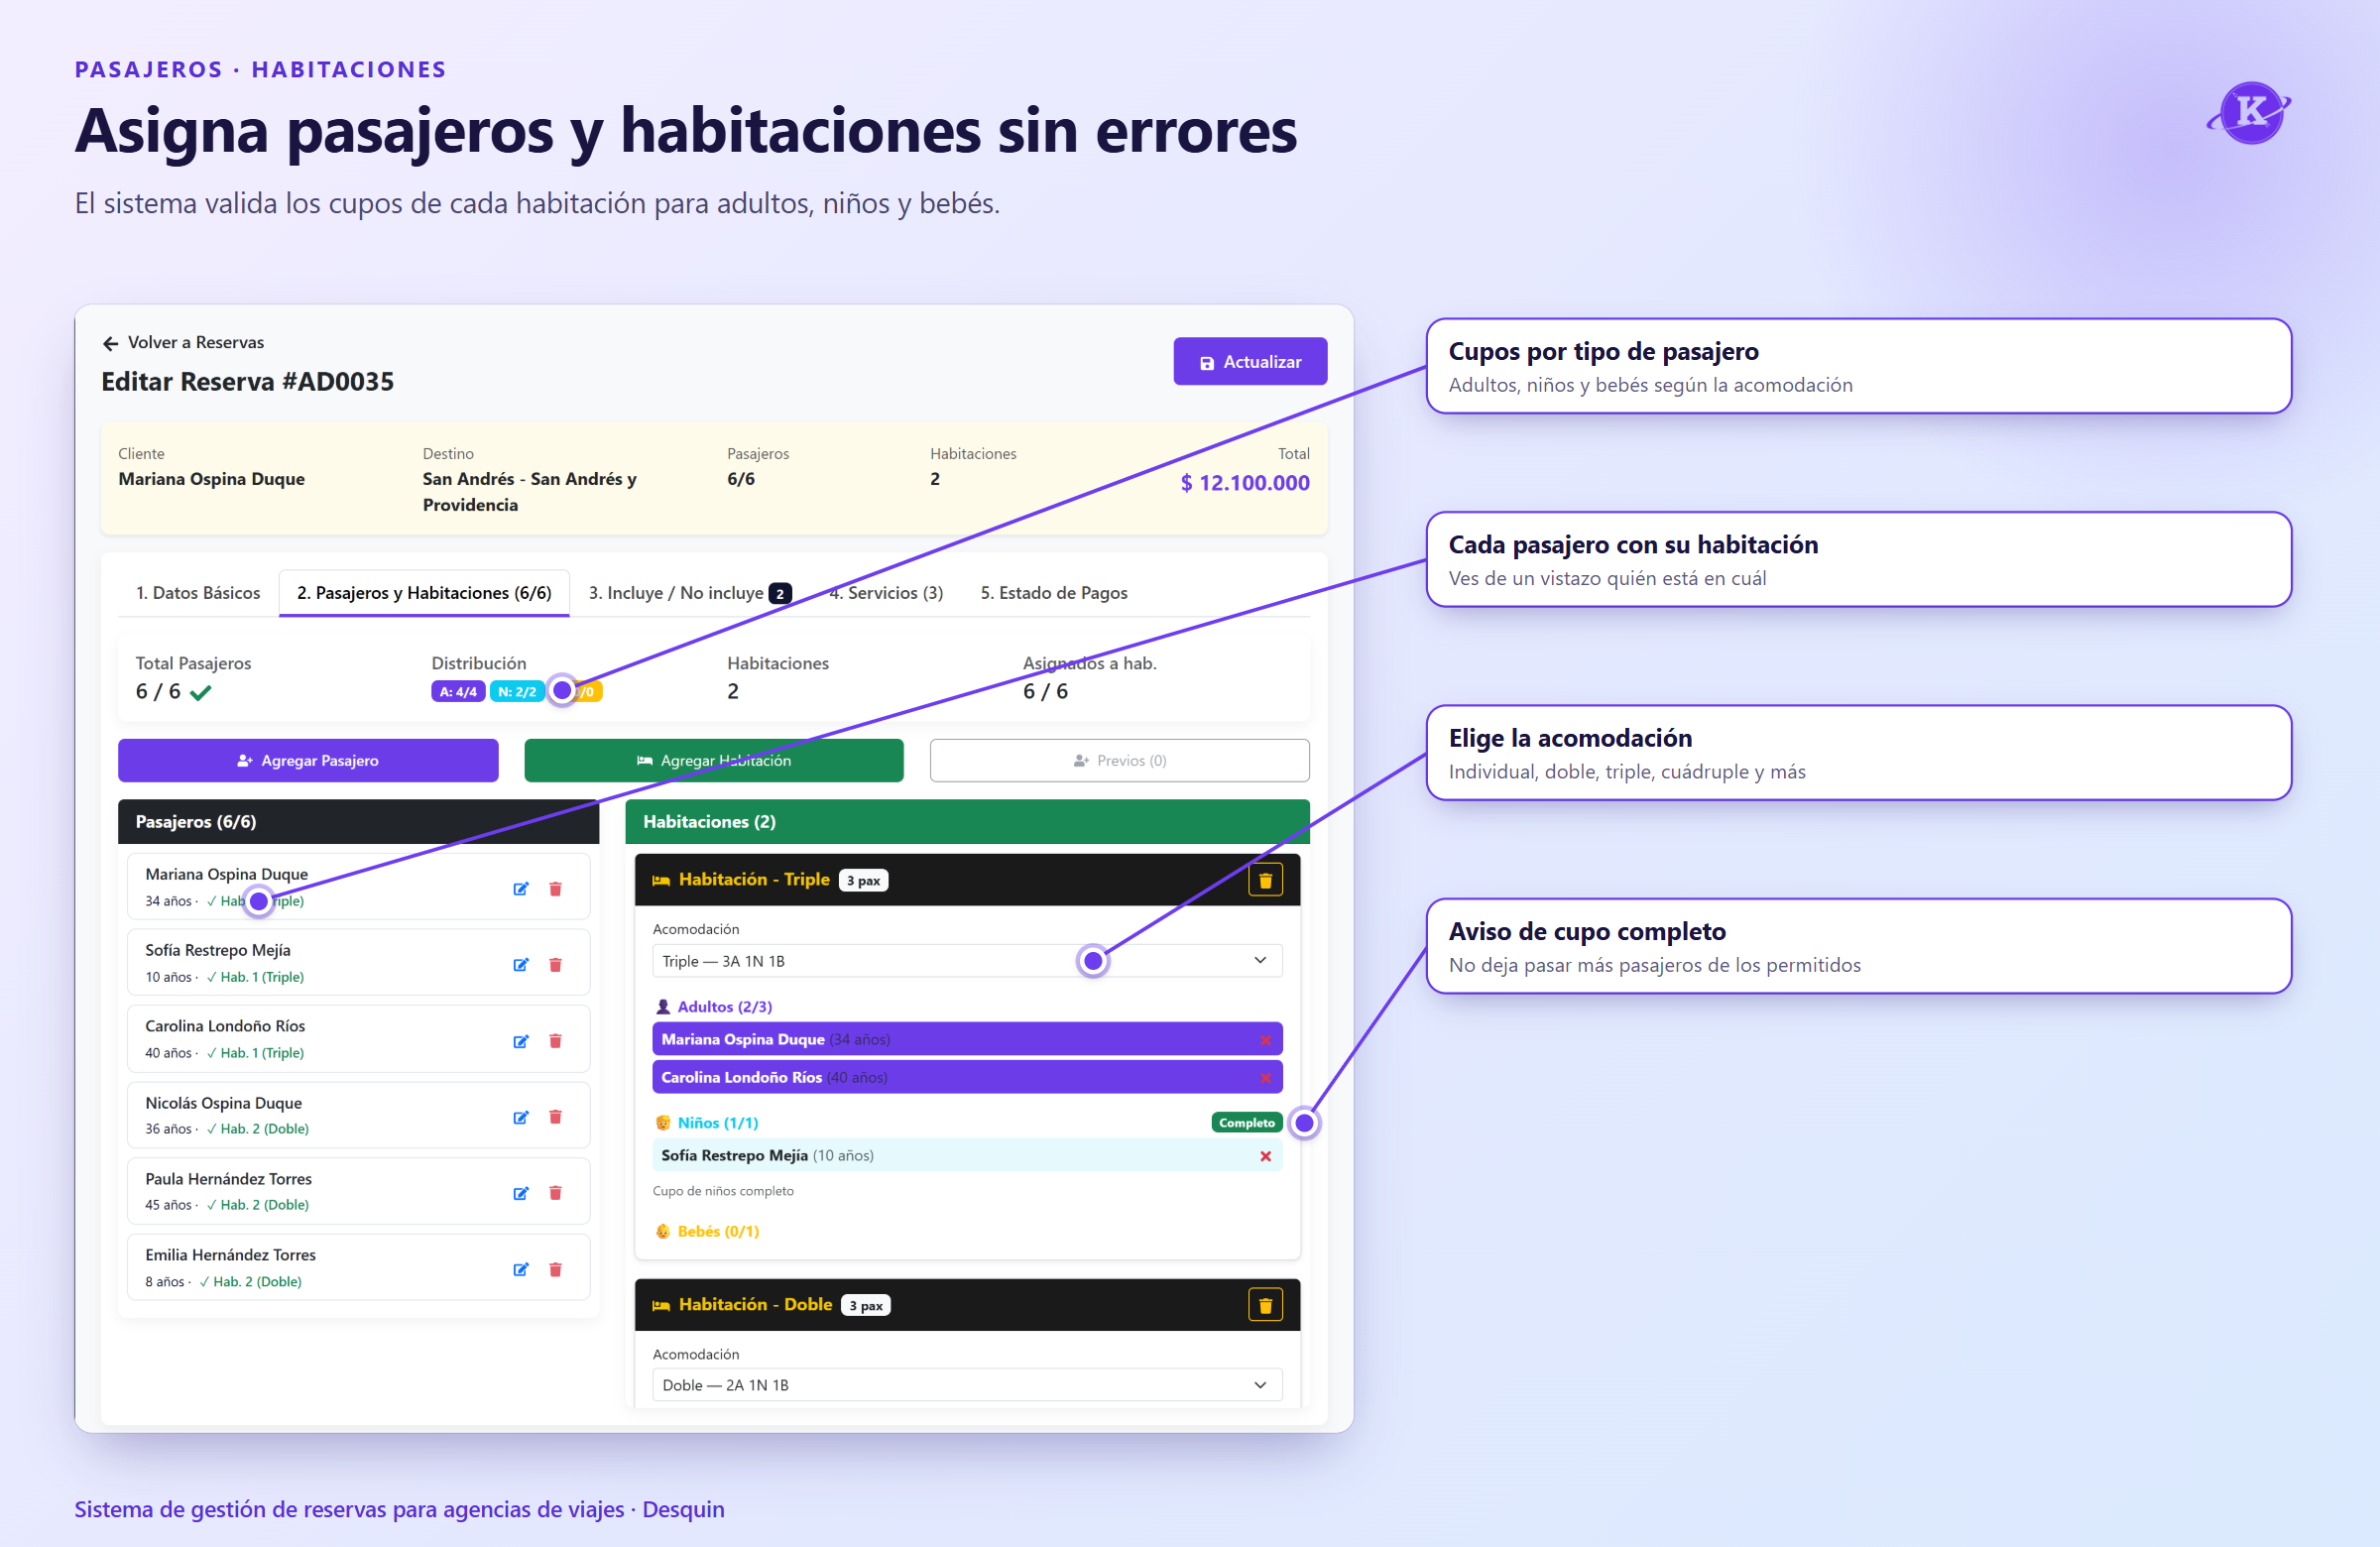 PASAJEROS · HABITACIONES
Asigna pasajeros y habitaciones sin errores
El sistema valida los cupos de cada habitación para adultos, niños y bebés.
K
Volver a Reservas
Editar Reserva #AD0035
Actualizar
Cliente
Mariana Ospina Duque
Destino
San Andrés - San Andrés y
Providencia
Pasajeros
6/6
Habitaciones
2
Total
$ 12.100.000
1. Datos Básicos
2. Pasajeros y Habitaciones (6/6)
3. Incluye / No incluye 2
4. Servicios (3)
5. Estado de Pagos
Total Pasajeros
6 / 6
Distribución
A: 4/4 N: 2/2 /0
Habitaciones
2
Asignados a hab.
6 / 6
Agregar Pasajero
Agregar Habitación
Previos (0)
Pasajeros (6/6)
Mariana Ospina Duque
34 años · ✓ Hab
Sofía Restrepo Mejía
10 años · ✓ Hab. 1 (Triple)
Carolina Londoño Ríos
40 años · ✓ Hab. 1 (Triple)
Nicolás Ospina Duque
36 años · ✓ Hab. 2 (Doble)
Paula Hernández Torres
45 años · ✓ Hab. 2 (Doble)
Emilia Hernández Torres
8 años · ✓ Hab. 2 (Doble)
Habitaciones (2)
Habitación - Triple 3 pax
Acomodación
Triple — 3A 1N 1B
Adultos (2/3)
Mariana Ospina Duque (34 años)
Carolina Londoño Ríos (40 años)
Niños (1/1)
Completo
Sofía Restrepo Mejía (10 años)
Cupo de niños completo
Bebés (0/1)
Habitación - Doble 3 pax
Acomodación
Doble — 2A 1N 1B
Cupos por tipo de pasajero
Adultos, niños y bebés según la acomodación
Cada pasajero con su habitación
Ves de un vistazo quién está en cuál
Elige la acomodación
Individual, doble, triple, cuádruple y más
Aviso de cupo completo
No deja pasar más pasajeros de los permitidos
Sistema de gestión de reservas para agencias de viajes · Desquin